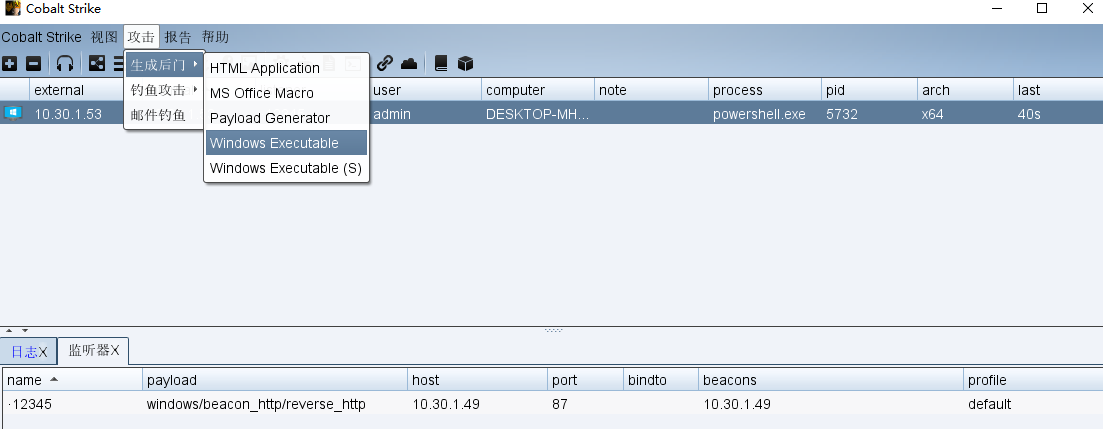 Cobalt Strike
Cobalt Strike 视图 攻击 报告 帮助
生成后门
钓鱼攻击
邮件钓鱼
HTML Application
MS Office Macro
Payload Generator
Windows Executable
Windows Executable (S)
external user computer note process pid arch last
10.30.1.53 admin DESKTOP-MH... powershell.exe 5732 x64 40s
日志X 监听器X
name payload host port bindto beacons profile
·12345 windows/beacon_http/reverse_http 10.30.1.49 87 10.30.1.49 default